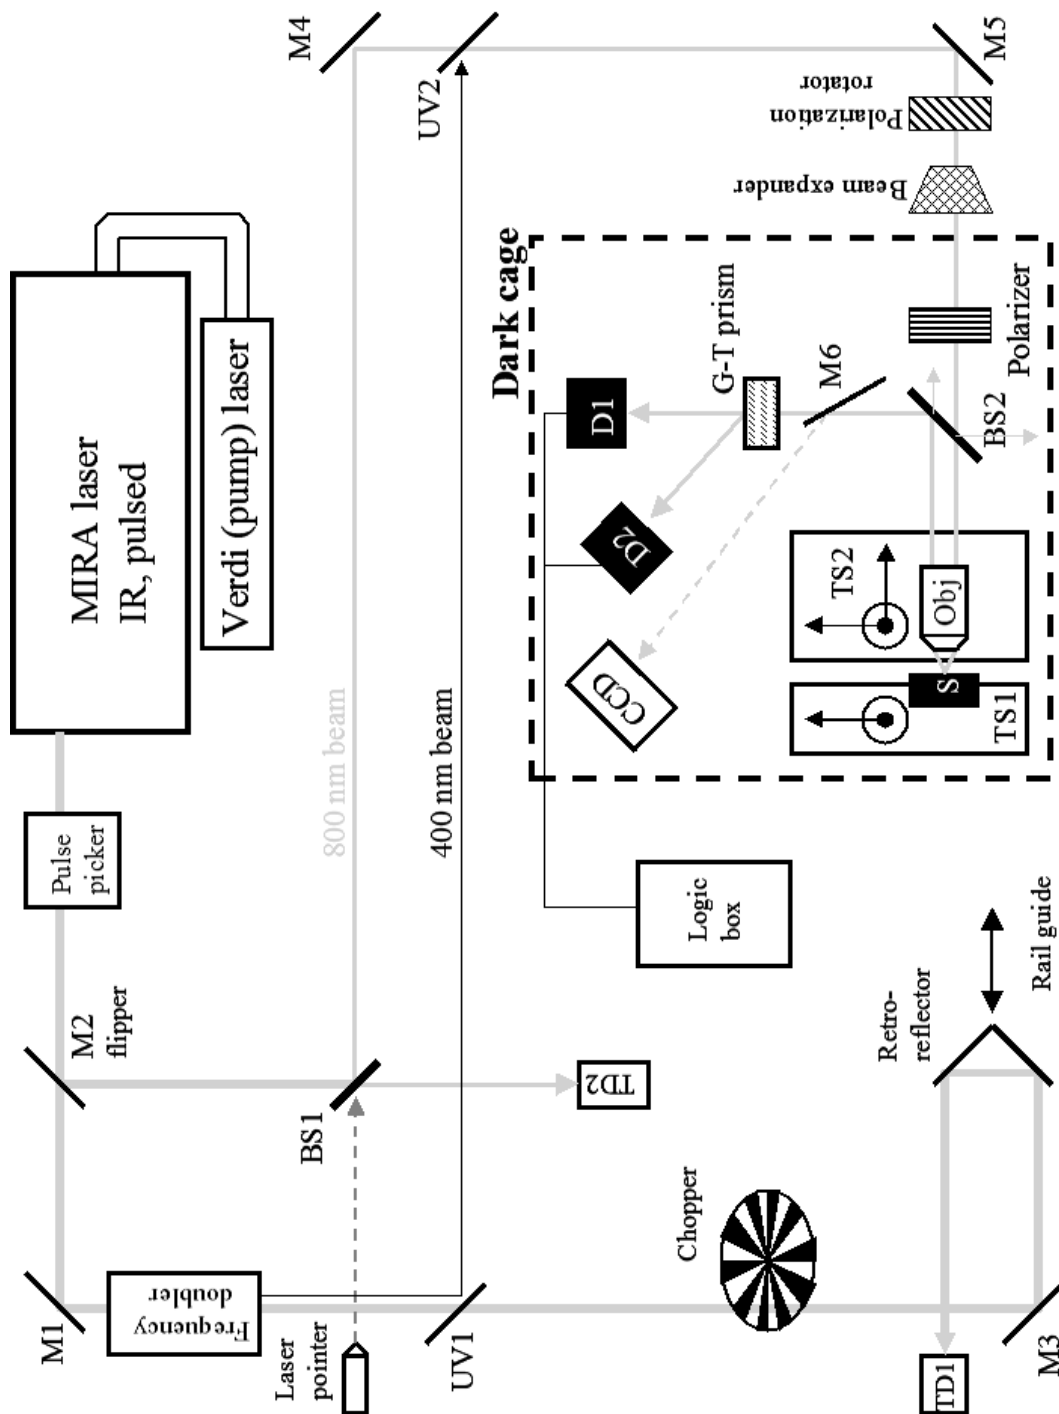 MIRA laser
IR, pulsed
Verdi (pump) laser
Pulse
picker
M2
flipper
M1
Frequency
doubler
Laser
pointer
BS1
UV1
TD2
800 nm beam
400 nm beam
M4
UV2
M5
Polarization
rotator
Beam expander
Dark cage
Polarizer
G-T prism
M6
BS2
D1
D2
CCD
TS2
Obj
S
TS1
Logic
box
Chopper
Retro-
reflector
Rail guide
M3
TD1